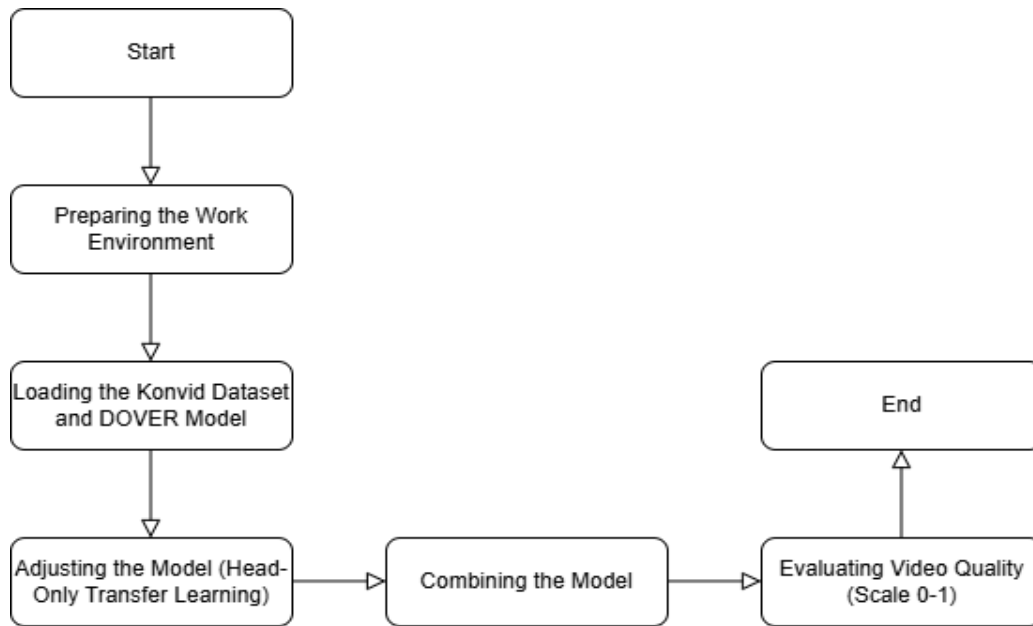 Start
Preparing the Work
Environment
Loading the Konvid Dataset
and DOVER Model
Adjusting the Model (Head-
Only Transfer Learning)
Combining the Model
Evaluating Video Quality
(Scale 0-1)
End